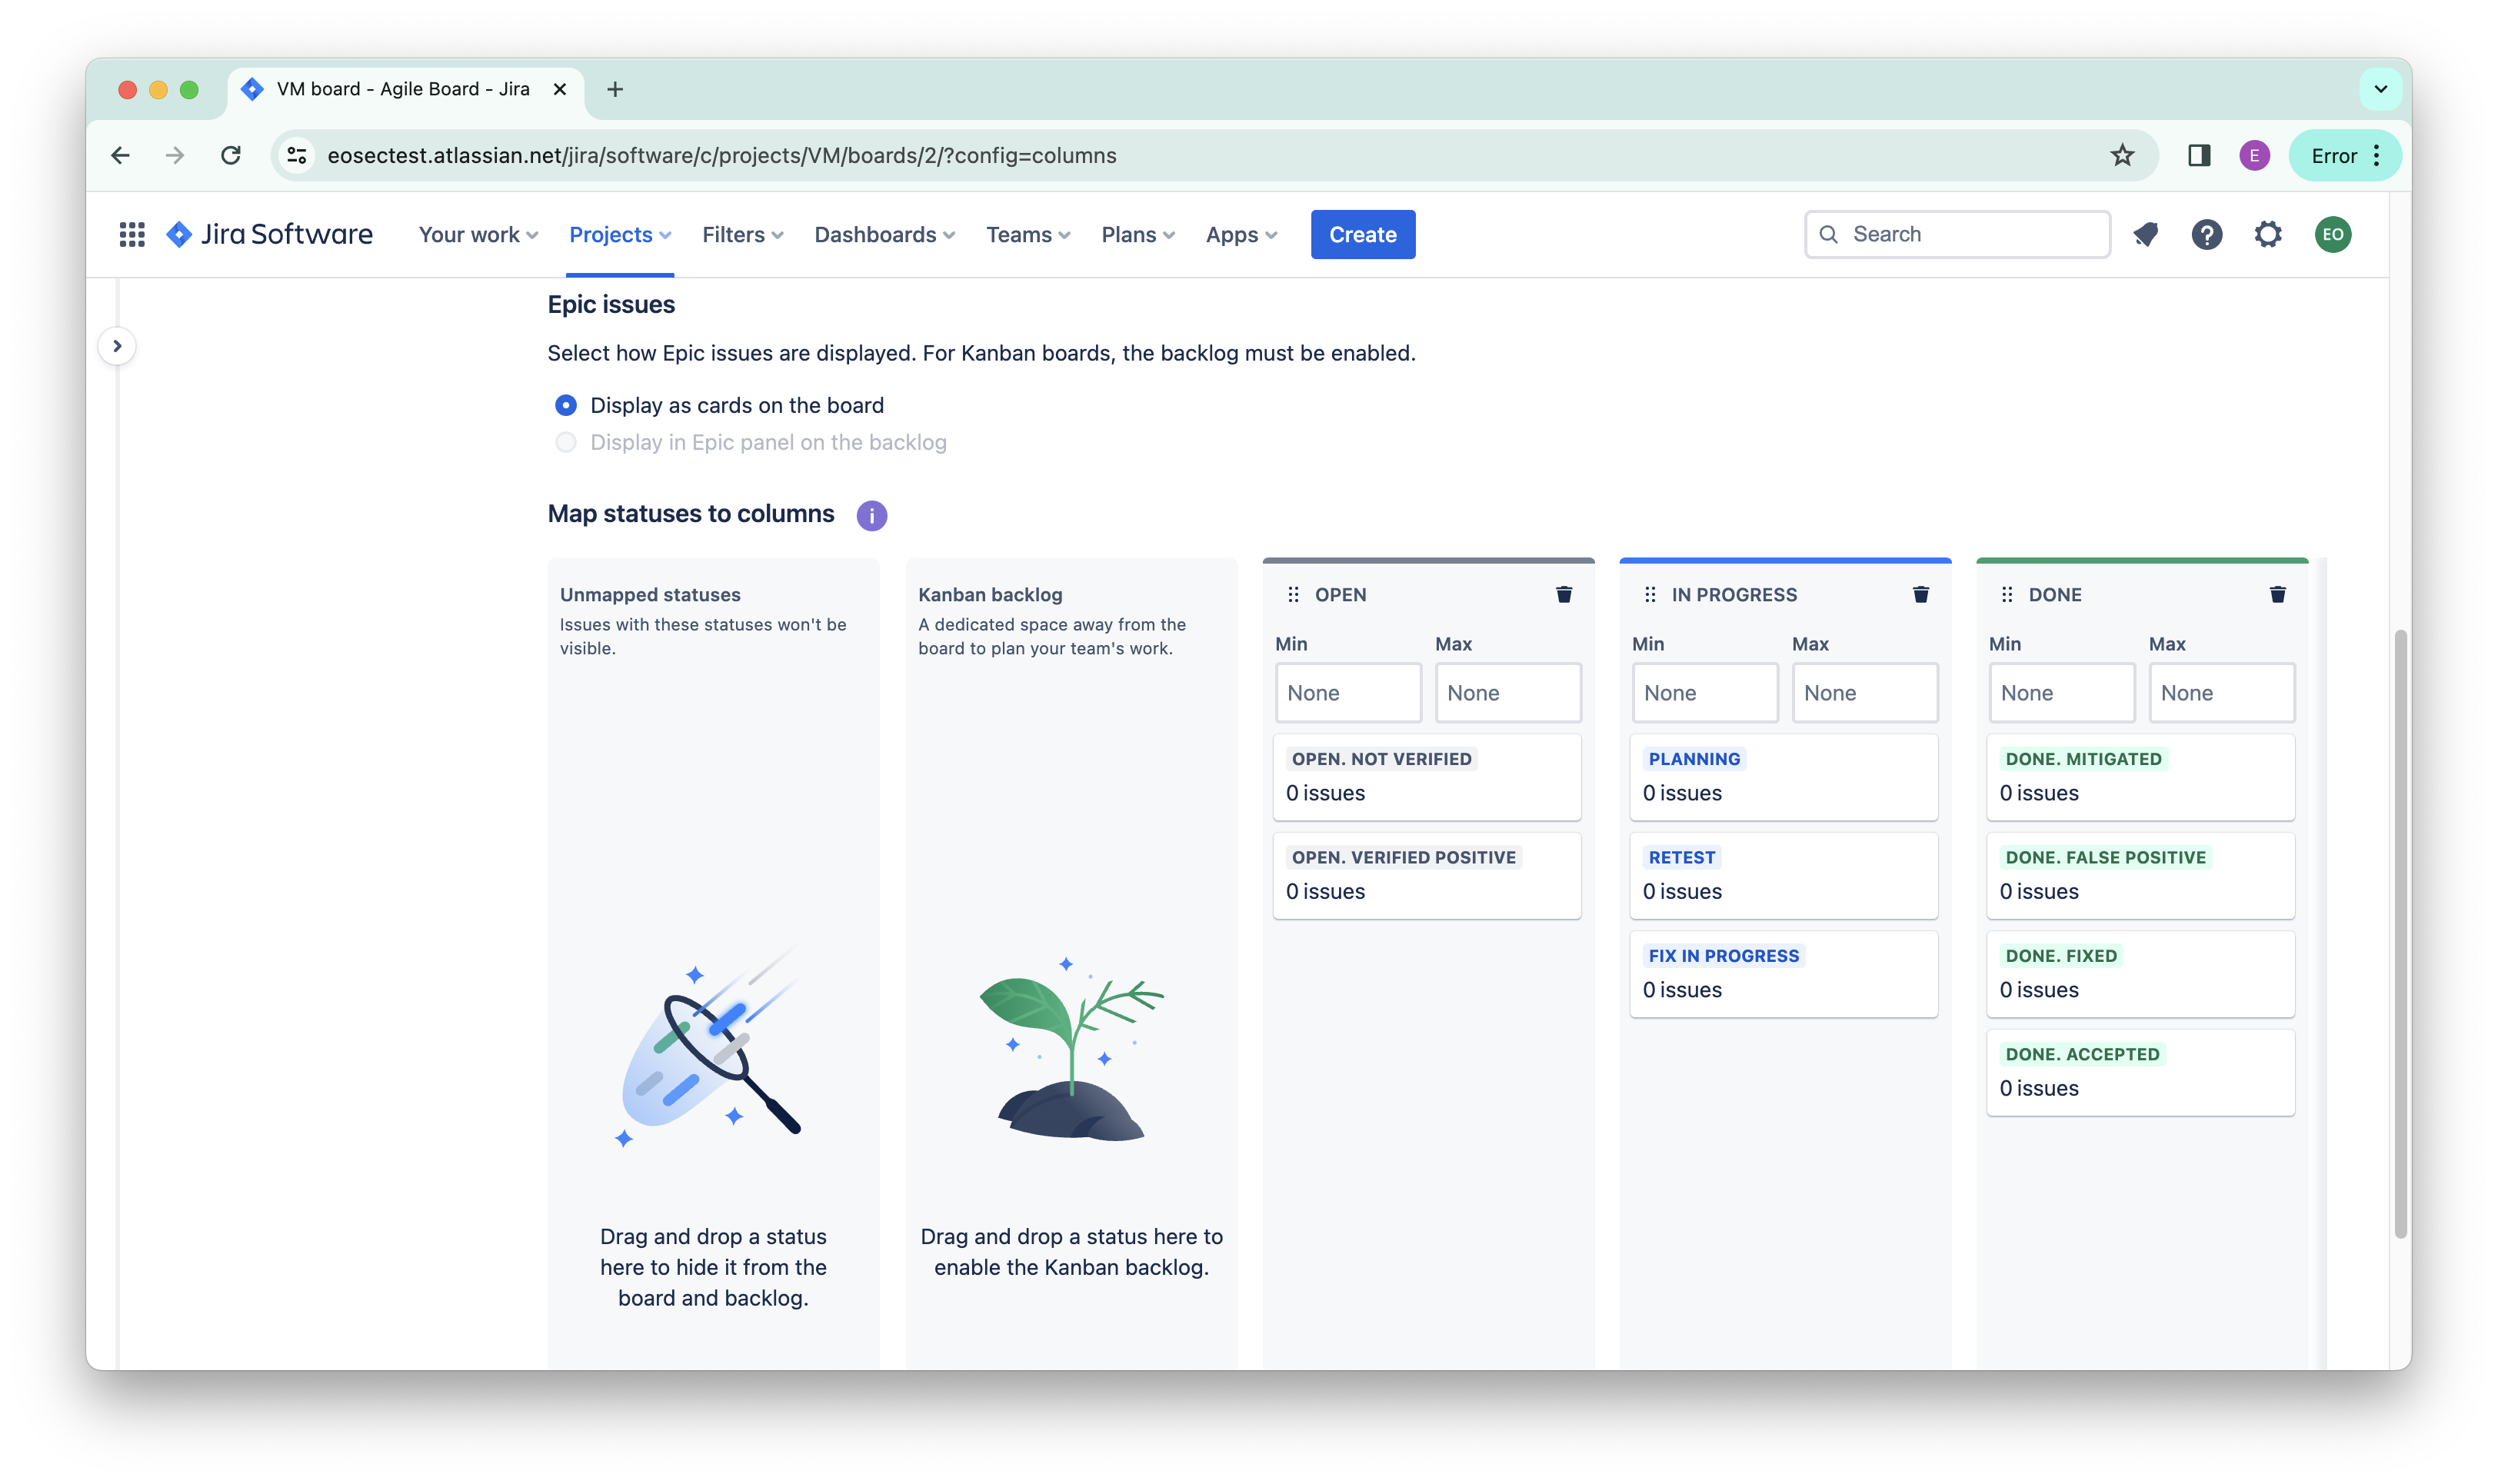 VM board - Agile Board - Jira
eosectest.atlassian.net/jira/software/c/projects/VM/boards/2/?config=columns
E
Error
Jira Software
Your work
Projects
Filters
Dashboards
Teams
Plans
Apps
Create
Search
EO
Epic issues
Select how Epic issues are displayed. For Kanban boards, the backlog must be enabled.
Display as cards on the board
Display in Epic panel on the backlog
Map statuses to columns
Unmapped statuses
Issues with these statuses won't be
visible.
Drag and drop a status
here to hide it from the
board and backlog.
Kanban backlog
A dedicated space away from the
board to plan your team's work.
Drag and drop a status here to
enable the Kanban backlog.
OPEN
Min Max
None None
OPEN. NOT VERIFIED
0 issues
OPEN. VERIFIED POSITIVE
0 issues
IN PROGRESS
Min Max
None None
PLANNING
0 issues
RETEST
0 issues
FIX IN PROGRESS
0 issues
DONE
Min Max
None None
DONE. MITIGATED
0 issues
DONE. FALSE POSITIVE
0 issues
DONE. FIXED
0 issues
DONE. ACCEPTED
0 issues